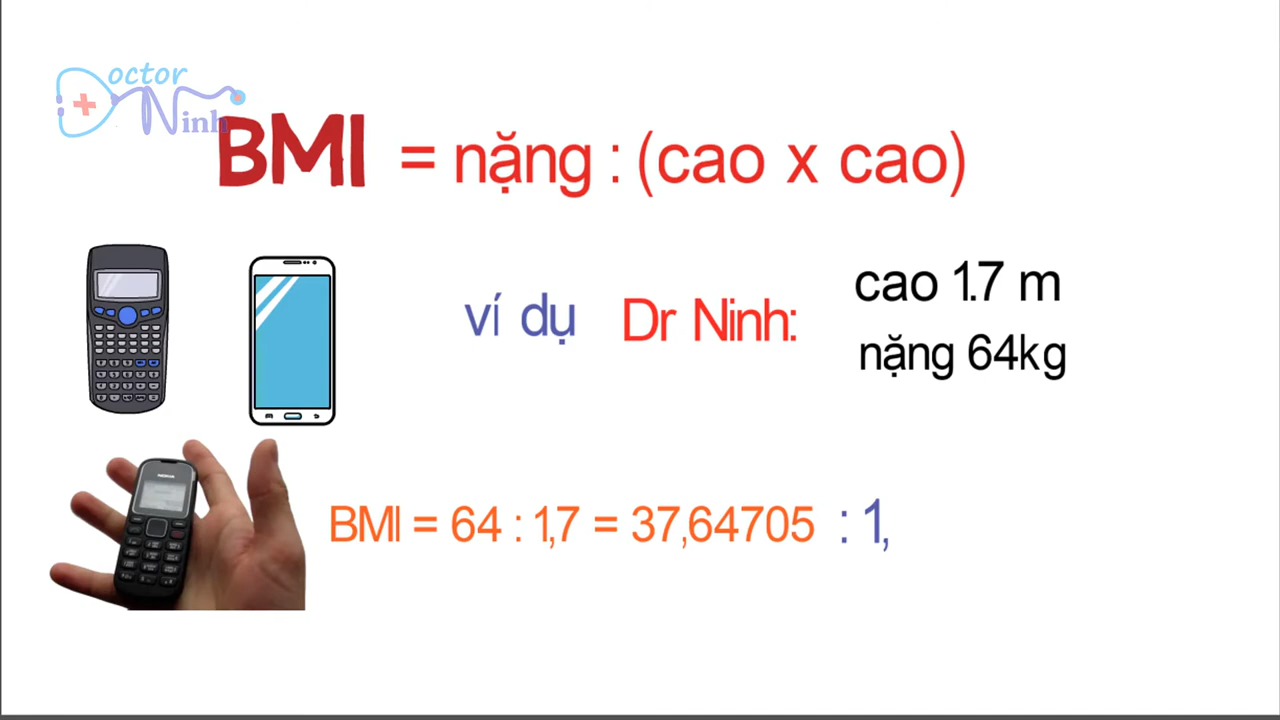 Doctor
Ninh
BMI = nặng : (cao x cao)
cao 1.7 m
ví dụ Dr Ninh:
nặng 64kg
NOKIA
BMI = 64 : 1,7 = 37,64705 : 1,